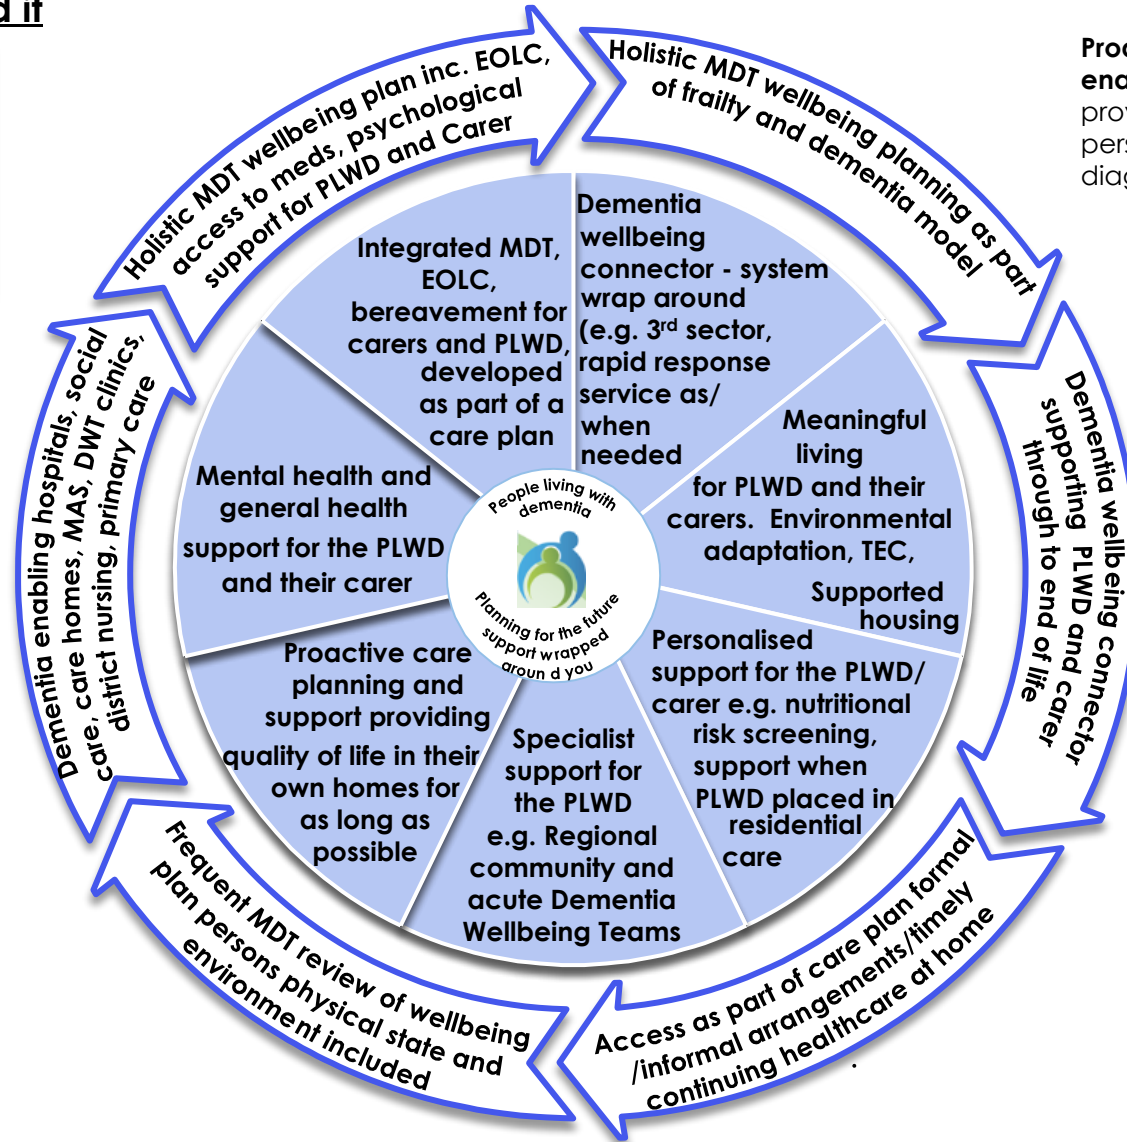 d if
Proa
ena
prov
pers
diag
Holistic MDT wellbeing planning as part
of frailty and dementia model
Dementia wellbeing connector
supporting PLWD and carer
through to end of life
Access as part of care plan formal
/informal arrangements/timely
continuing healthcare at home
.
Frequent MDT review of wellbeing
plan persons physical state and
environment included
Dementia enabling hospitals, social
care, care homes, MAS, DWT clinics,
district nursing, primary care
Holistic MDT wellbeing plan inc. EOLC,
access to meds, psychological
support for PLWD and Carer
Dementia
wellbeing
connector - system
wrap around
(e.g. 3rd sector,
rapid response
service as/
when
needed
Meaningful
living
for PLWD and their
carers. Environmental
adaptation, TEC,
Supported
housing
Personalised
support for the PLWD/
carer e.g. nutritional
risk screening,
support when
PLWD placed in
residential
care
Specialist
support for
the PLWD
e.g. Regional
community and
acute Dementia
Wellbeing Teams
Proactive care
planning and
support providing
quality of life in their
own homes for
as long as
possible
Mental health and
general health
support for the PLWD
and their carer
Integrated MDT,
EOLC,
bereavement for
carers and PLWD,
developed
as part of a
care plan
People living with
dementia
Planning for the future
support wrapped
aroun d you